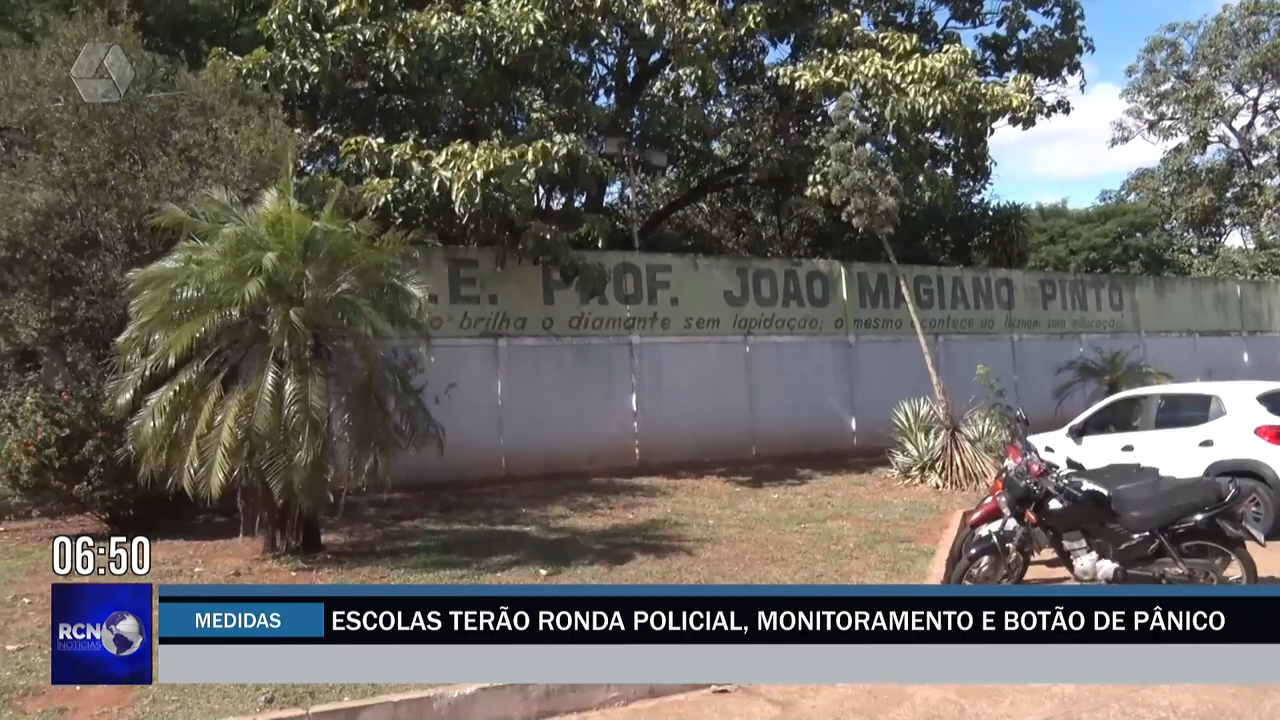 .E. PROF. JOÃO MAGIANO PINTO
brilha o diamante sem lapidação; o mesmo acontece ao homem sem educação
06:50
RCN
NOTÍCIAS
MEDIDAS
ESCOLAS TERÃO RONDA POLICIAL, MONITORAMENTO E BOTÃO DE PÂNICO